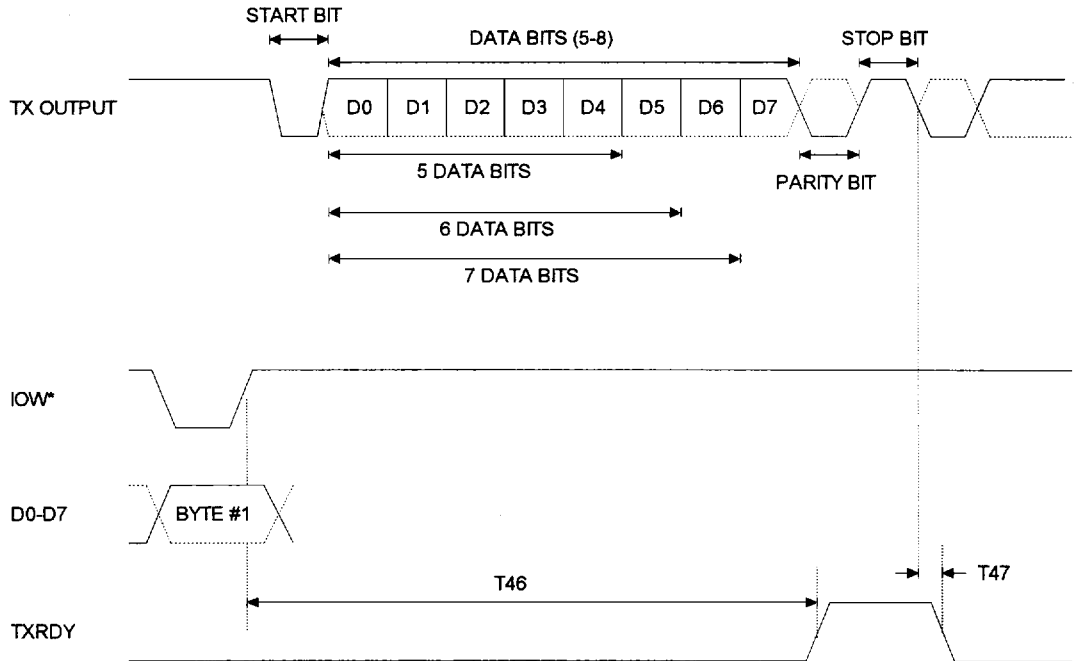 START BIT
DATA BITS (5-8)
STOP BIT
TX OUTPUT
D0 D1 D2 D3 D4 D5 D6 D7
5 DATA BITS
PARITY BIT
6 DATA BITS
7 DATA BITS
IOW*
D0-D7
BYTE #1
T46
T47
TXRDY